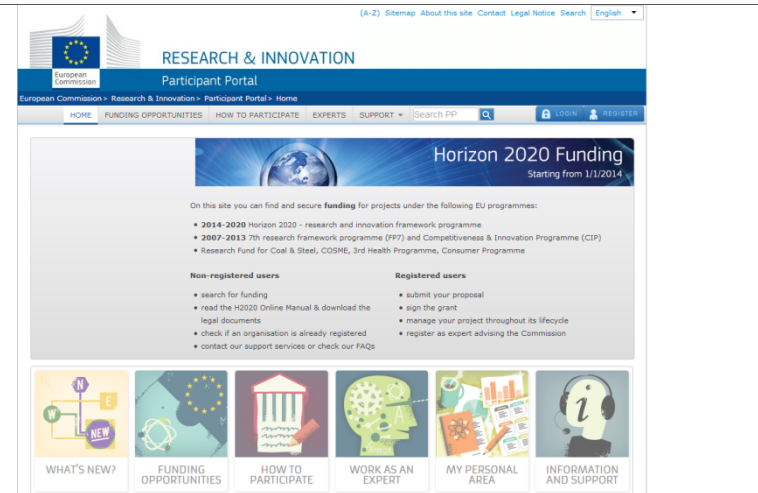 (A-Z) Sitemap About this site Contact Legal Notice Search English
European
Commission
RESEARCH & INNOVATION
Participant Portal
European Commission > Research & Innovation > Participant Portal > Home
HOME FUNDING OPPORTUNITIES HOW TO PARTICIPATE EXPERTS SUPPORT Search PP LOGIN REGISTER
Horizon 2020 Funding
Starting from 1/1/2014
On this site you can find and secure funding for projects under the following EU programmes:
• 2014-2020 Horizon 2020 - research and innovation framework programme
• 2007-2013 7th research framework programme (FP7) and Competitiveness & Innovation Programme (CIP)
• Research Fund for Coal & Steel, COSME, 3rd Health Programme, Consumer Programme
Non-registered users
• search for funding
• read the H2020 Online Manual & download the
legal documents
• check if an organisation is already registered
• contact our support services or check our FAQs
Registered users
• submit your proposal
• sign the grant
• manage your project throughout its lifecycle
• register as expert advising the Commission
N
W
E
NEW
A
i
WHAT'S NEW?
FUNDING
OPPORTUNITIES
HOW TO
PARTICIPATE
WORK AS AN
EXPERT
MY PERSONAL
AREA
INFORMATION
AND SUPPORT